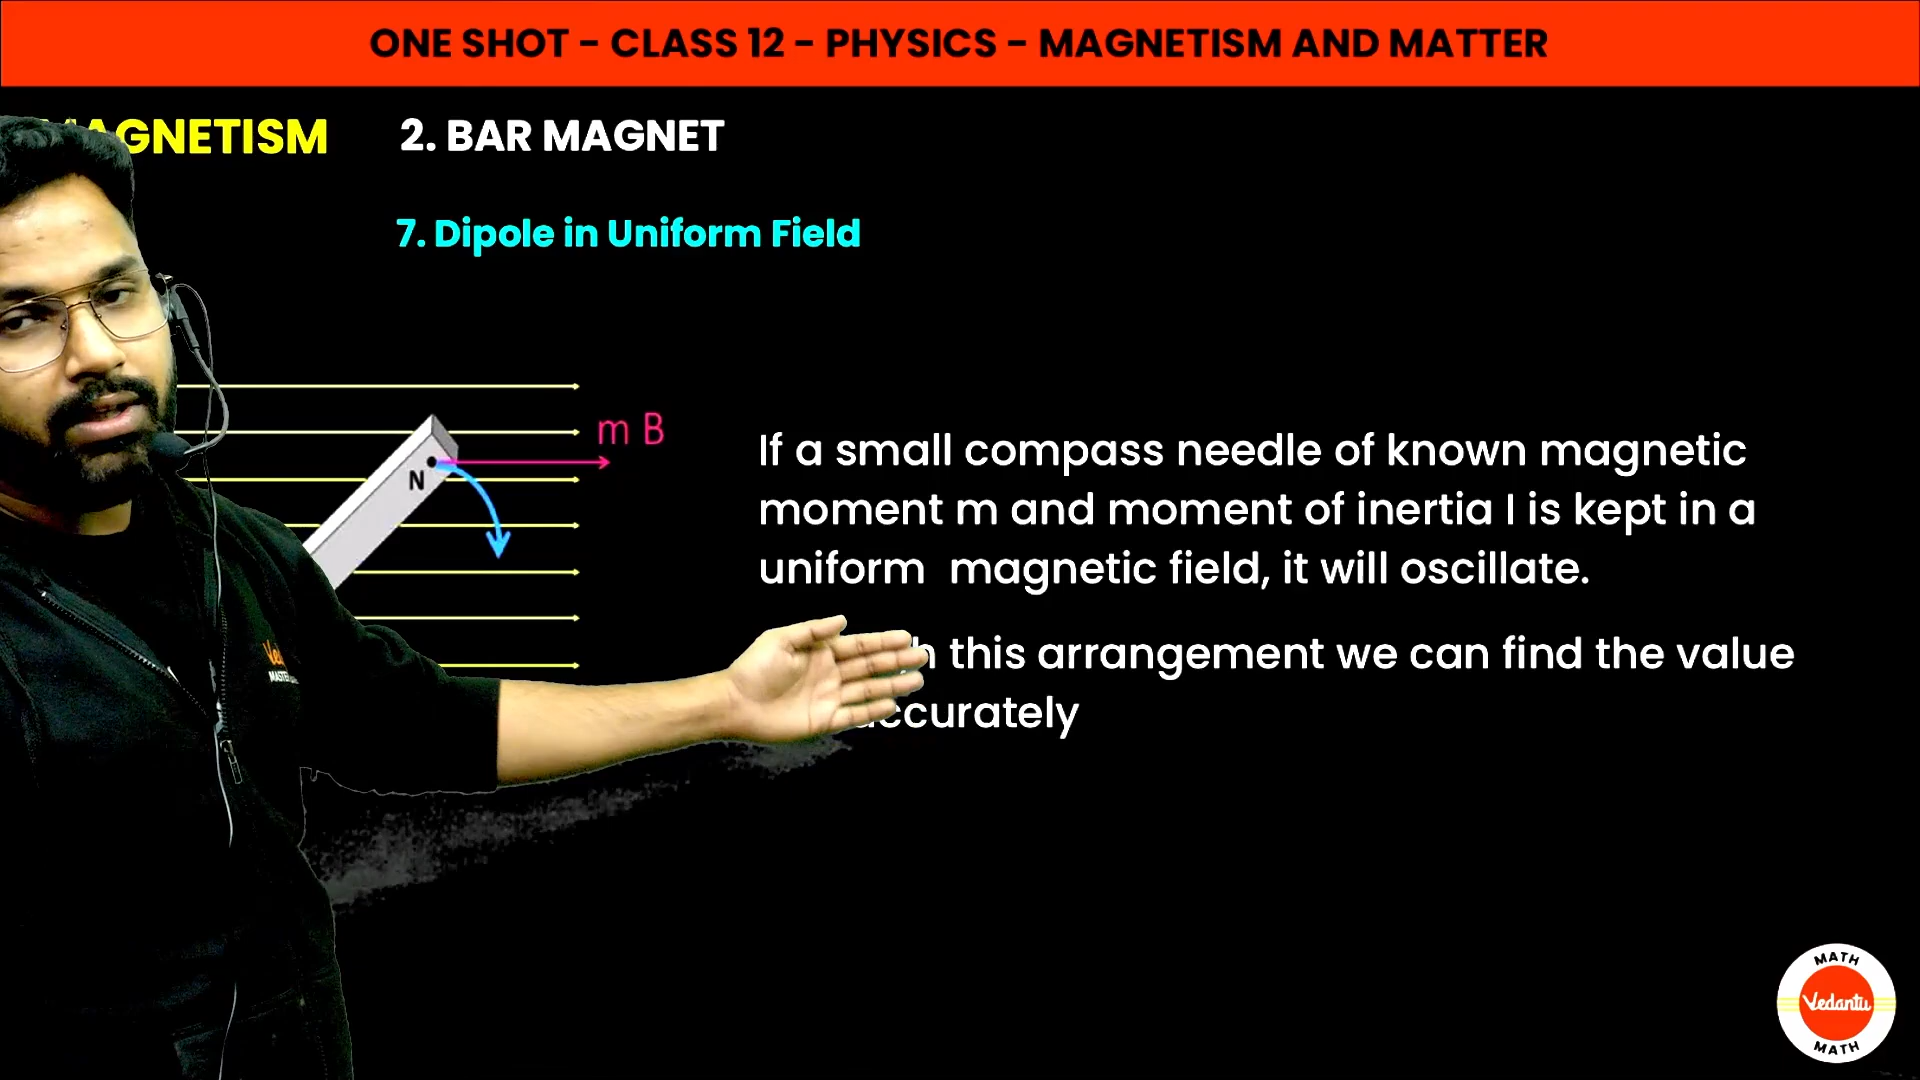 ONE SHOT - CLASS 12 - PHYSICS - MAGNETISM AND MATTER
2. BAR MAGNET
7. Dipole in Uniform Field
m B
N
If a small compass needle of known magnetic
moment m and moment of inertia I is kept in a
uniform magnetic field, it will oscillate.
this arrangement we can find the value
MATH
Vedantu
MATH